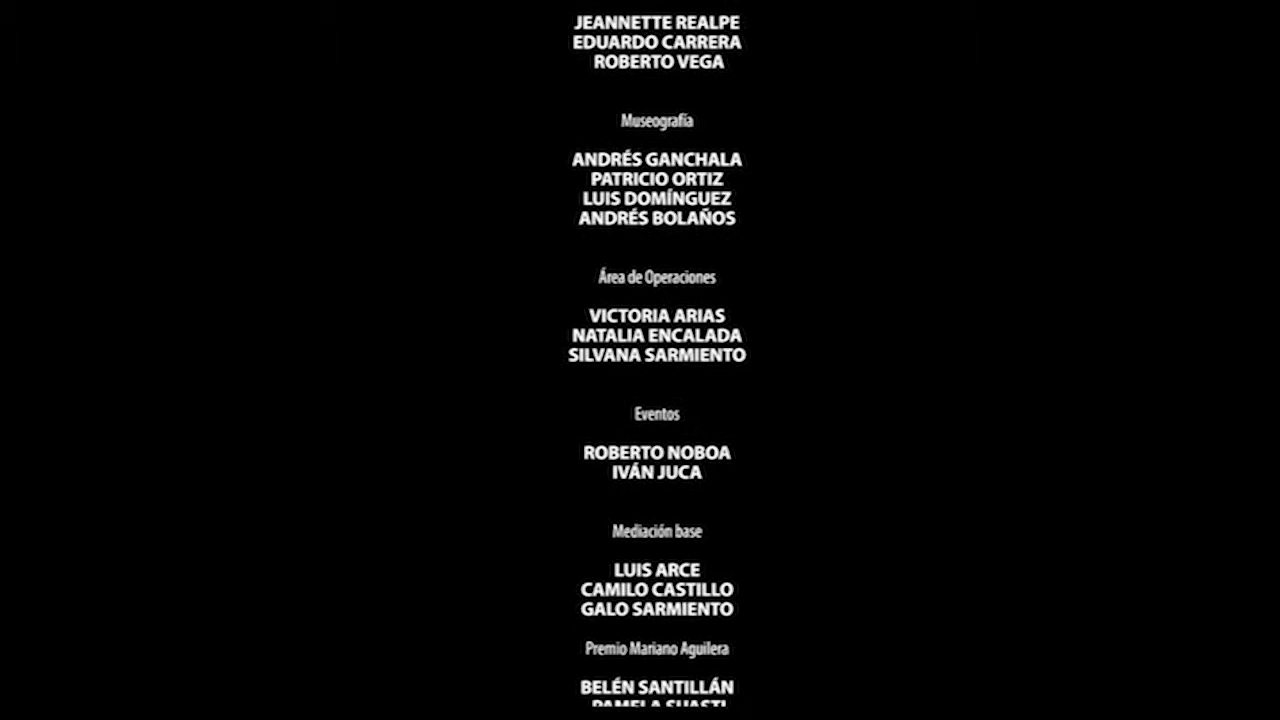 JEANNETTE REALPE
EDUARDO CARRERA
ROBERTO VEGA
Museografía
ANDRÉS GANCHALA
PATRICIO ORTIZ
LUIS DOMÍNGUEZ
ANDRÉS BOLAÑOS
Área de Operaciones
VICTORIA ARIAS
NATALIA ENCALADA
SILVANA SARMIENTO
Eventos
ROBERTO NOBOA
IVÁN JUCA
Mediación base
LUIS ARCE
CAMILO CASTILLO
GALO SARMIENTO
Premio Mariano Aguilera
BELÉN SANTILLÁN
PAMELA SUASTI